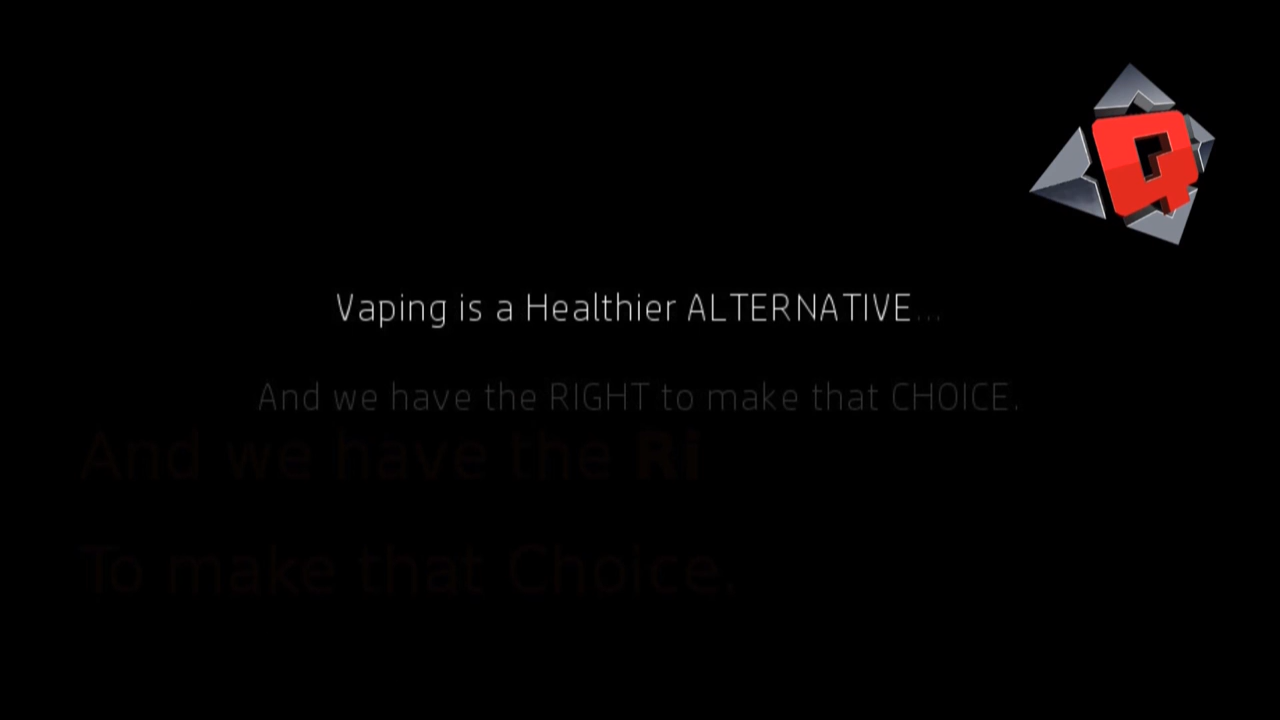 Vaping is a Healthier ALTERNATIVE...
And we have the RIGHT to make that CHOICE.
And we have the Ri
To make that Choice.